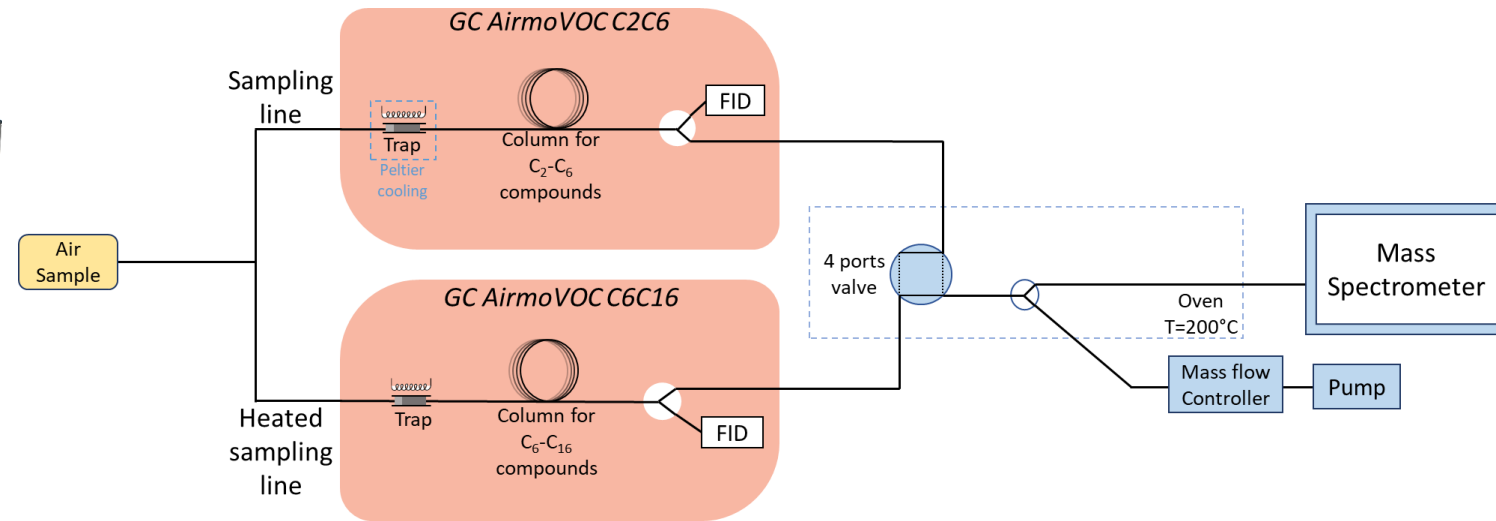 GC AirmoVOC C2C6
Sampling
line
FID
Trap
Peltier
cooling
Column for
C₂-C₆
compounds
Air
Sample
GC AirmoVOC C6C16
Trap
Column for
C₆-C₁₆
compounds
FID
Heated
sampling
line
4 ports
valve
Oven
T=200°C
Mass
Spectrometer
Mass flow
Controller
Pump